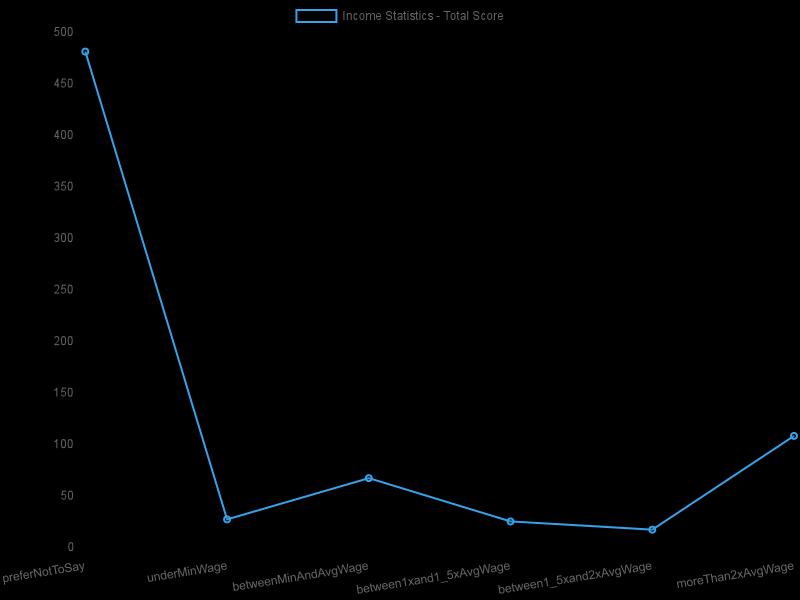 Income Statistics - Total Score
500
450
400
350
300
250
200
150
100
50
0
preferNotToSay
underMinWage
betweenMinAndAvgWage
between1xand1_5xAvgWage
between1_5xand2xAvgWage
moreThan2xAvgWage